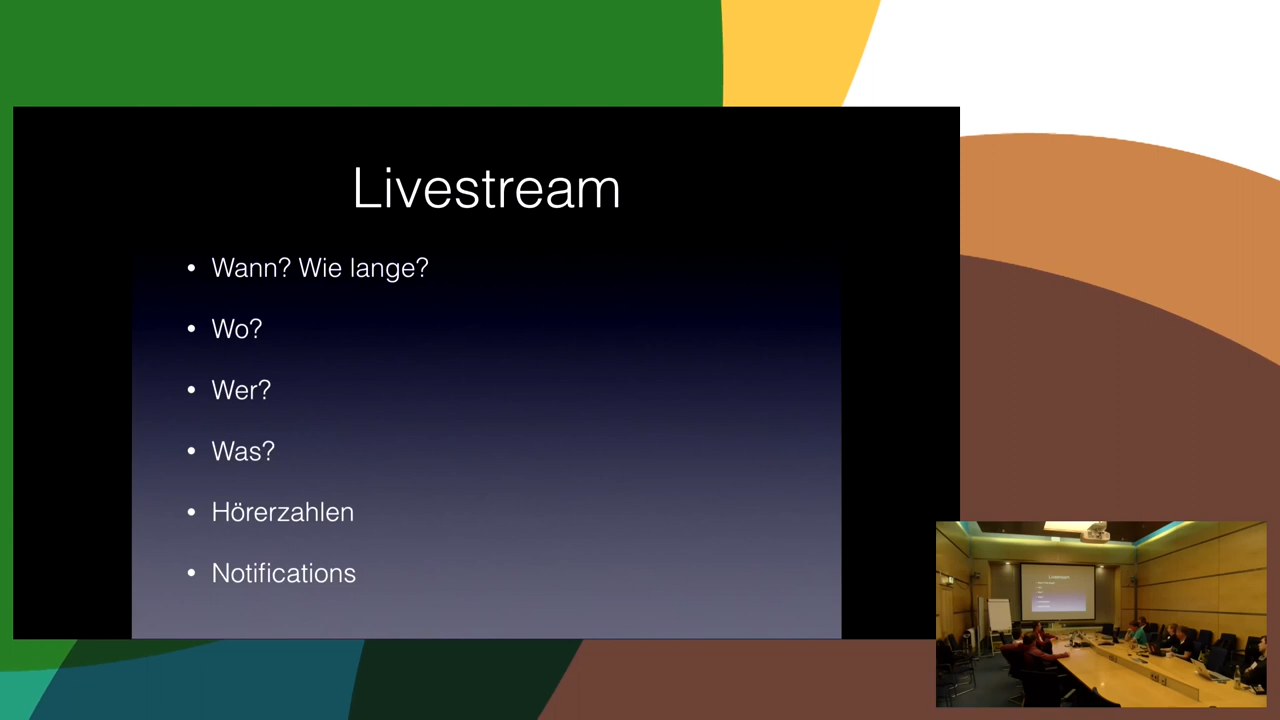 Livestream
• Wann? Wie lange?
• Wo?
• Wer?
• Was?
• Hörerzahlen
• Notifications